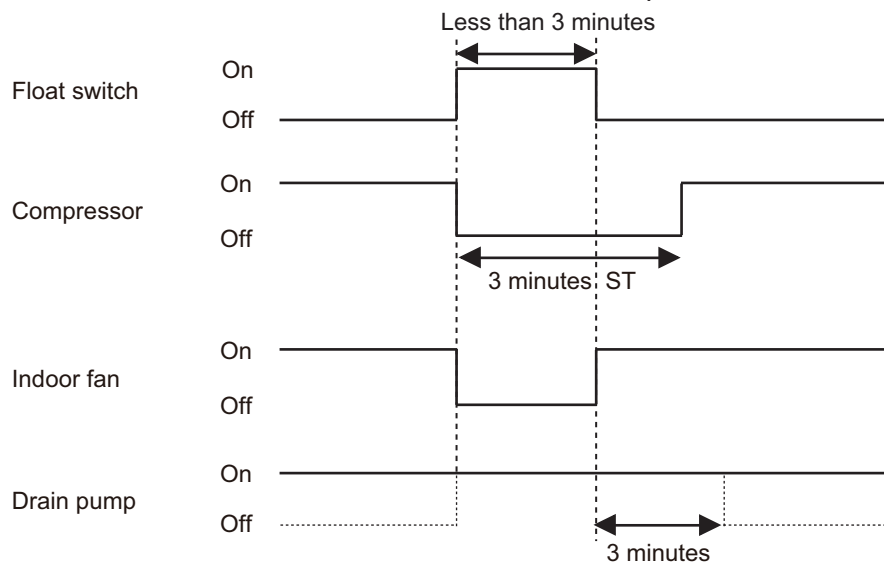 Less than 3 minutes
Float switch
On
Off
Compressor
On
Off
3 minutes ST
Indoor fan
On
Off
Drain pump
On
Off
3 minutes